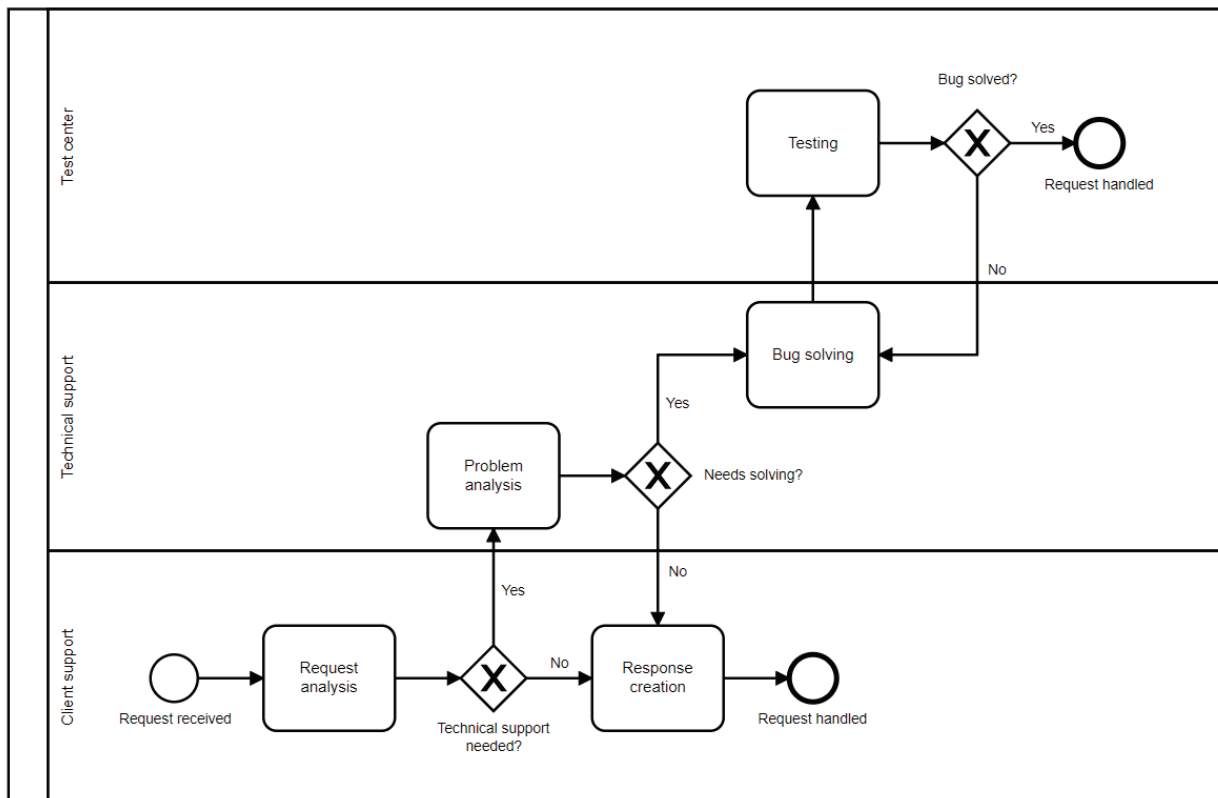 Test center
Bug solved?
Testing
Yes
Request handled
No
Technical support
Bug solving
Yes
Problem
analysis
Needs solving?
No
Yes
Client support
Request
analysis
No
Response
creation
Request received
Technical support
needed?
Request handled